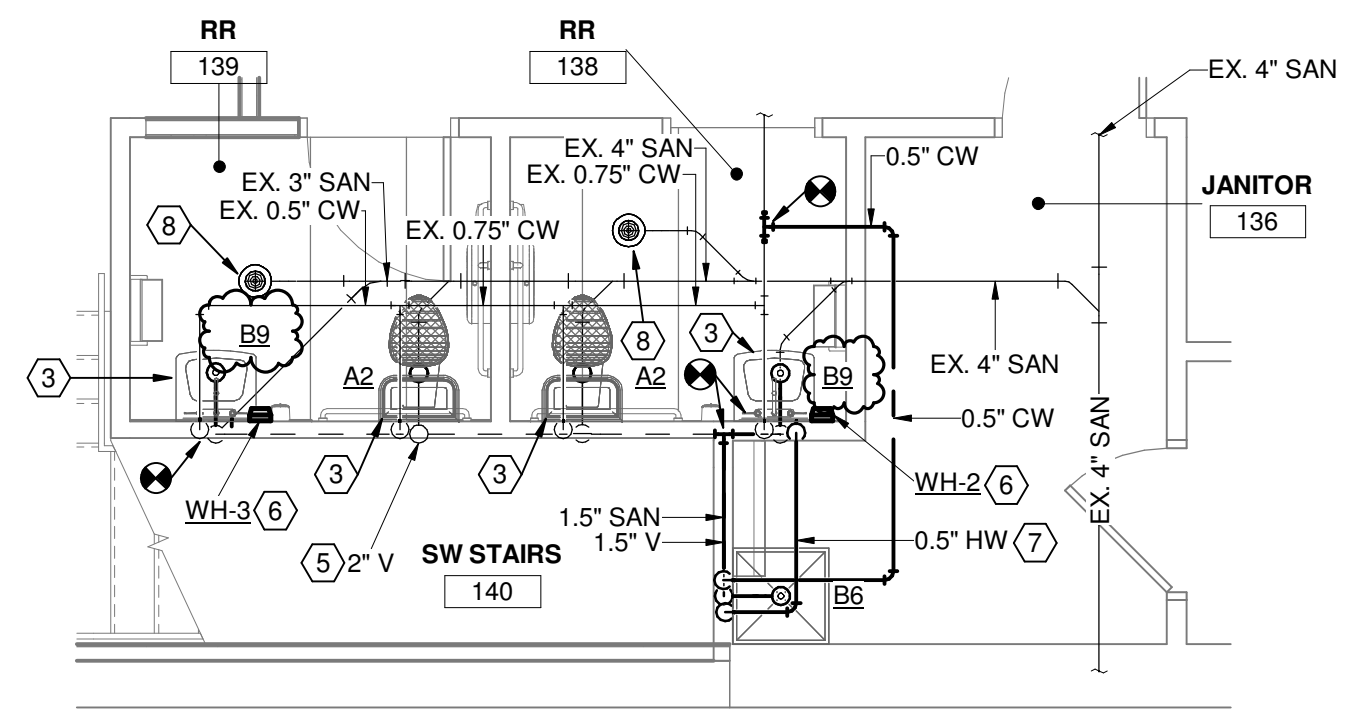 RR
139
RR
138
EX. 4" SAN
JANITOR
136
EX. 4" SAN
EX. 0.75" CW
0.5" CW
EX. 3" SAN
EX. 0.5" CW
EX. 0.75" CW
8
8
B9
3
A2
A2
3
B9
EX. 4" SAN
0.5" CW
EX. 4" SAN
3
3
WH-3 6
WH-2 6
1.5" SAN
1.5" V
0.5" HW 7
5 2" V
SW STAIRS
140
B6